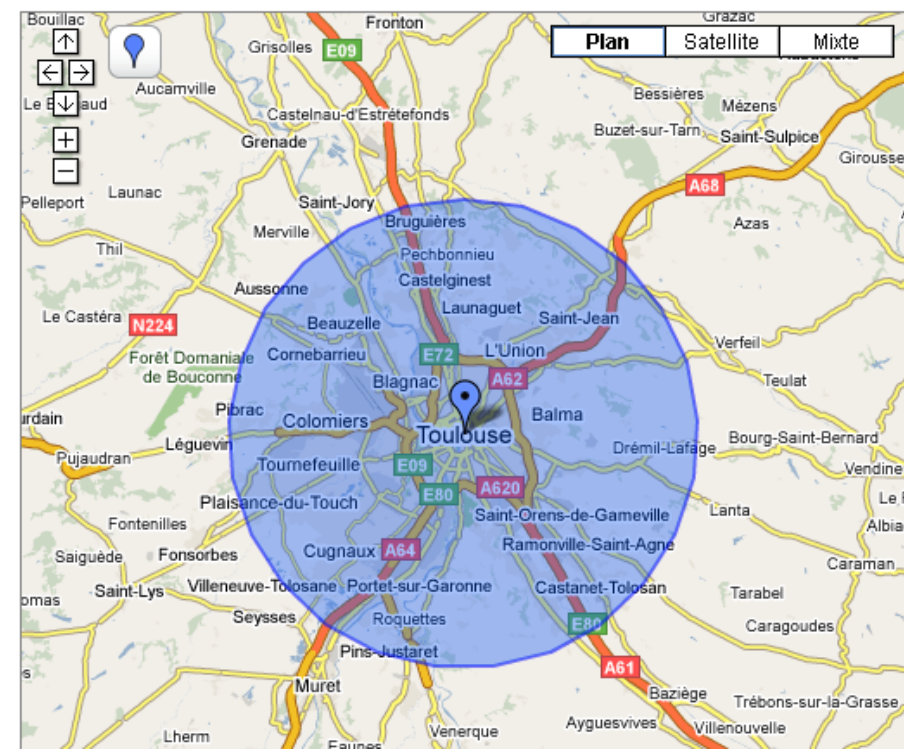 Bouillac
Fronton
Grazac
Grisolles
E09
Plan
Satellite
Mixte
Aucamville
Bessières
Mézens
Castelnau-d'Estrétefonds
Buzet-sur-Tarn
Saint-Sulpice
Grenade
Girousse
A68
Launac
Pelleport
Saint-Jory
Bruguières
Azas
Merville
Thil
Pechbonnieu
Castelginest
Aussonne
Launaguet
Le Castéra
N224
Beauzelle
Saint-Jean
Verfeil
Forêt Domaniale
de Bouconne
Cornebarrieu
E72
L'Union
A62
Blagnac
Teulat
Pibrac
Colomiers
Balma
Toulouse
Léguevin
Drémil-Lafage
Bourg-Saint-Bernard
Pujaudran
Tournefeuille
E09
Vendine
E80
A620
Plaisance-du-Touch
Saint-Orens-de-Gameville
Lanta
Fontenilles
Saiguède
Fonsorbes
Cugnaux
A64
Ramonville-Saint-Agne
Caraman
Saint-Lys
Villeneuve-Tolosane
Portet-sur-Garonne
Castanet-Tolosan
Tarabel
Seysses
Roquettes
E80
Caragoudes
Pins-Justaret
A61
Muret
Baziège
Trébons-sur-la-Grasse
Lherm
Venerque
Ayguesvives
Villenouvelle